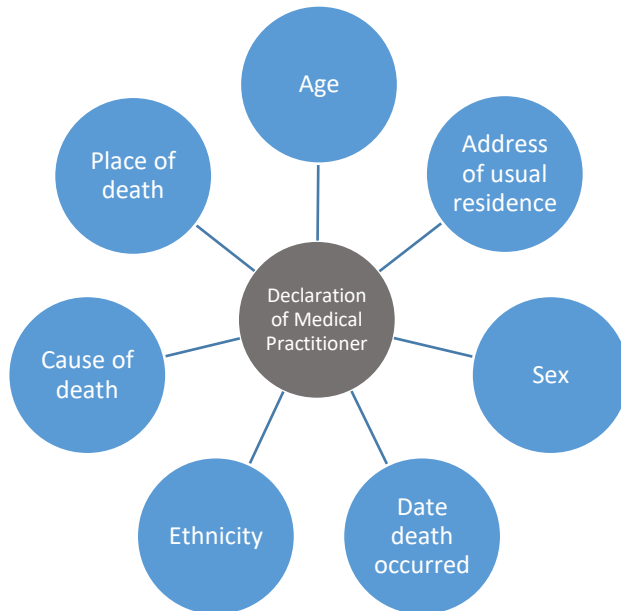 Age
Address
of usual
residence
Place of
death
Declaration
of Medical
Practitioner
Cause of
death
Sex
Ethnicity
Date
death
occurred